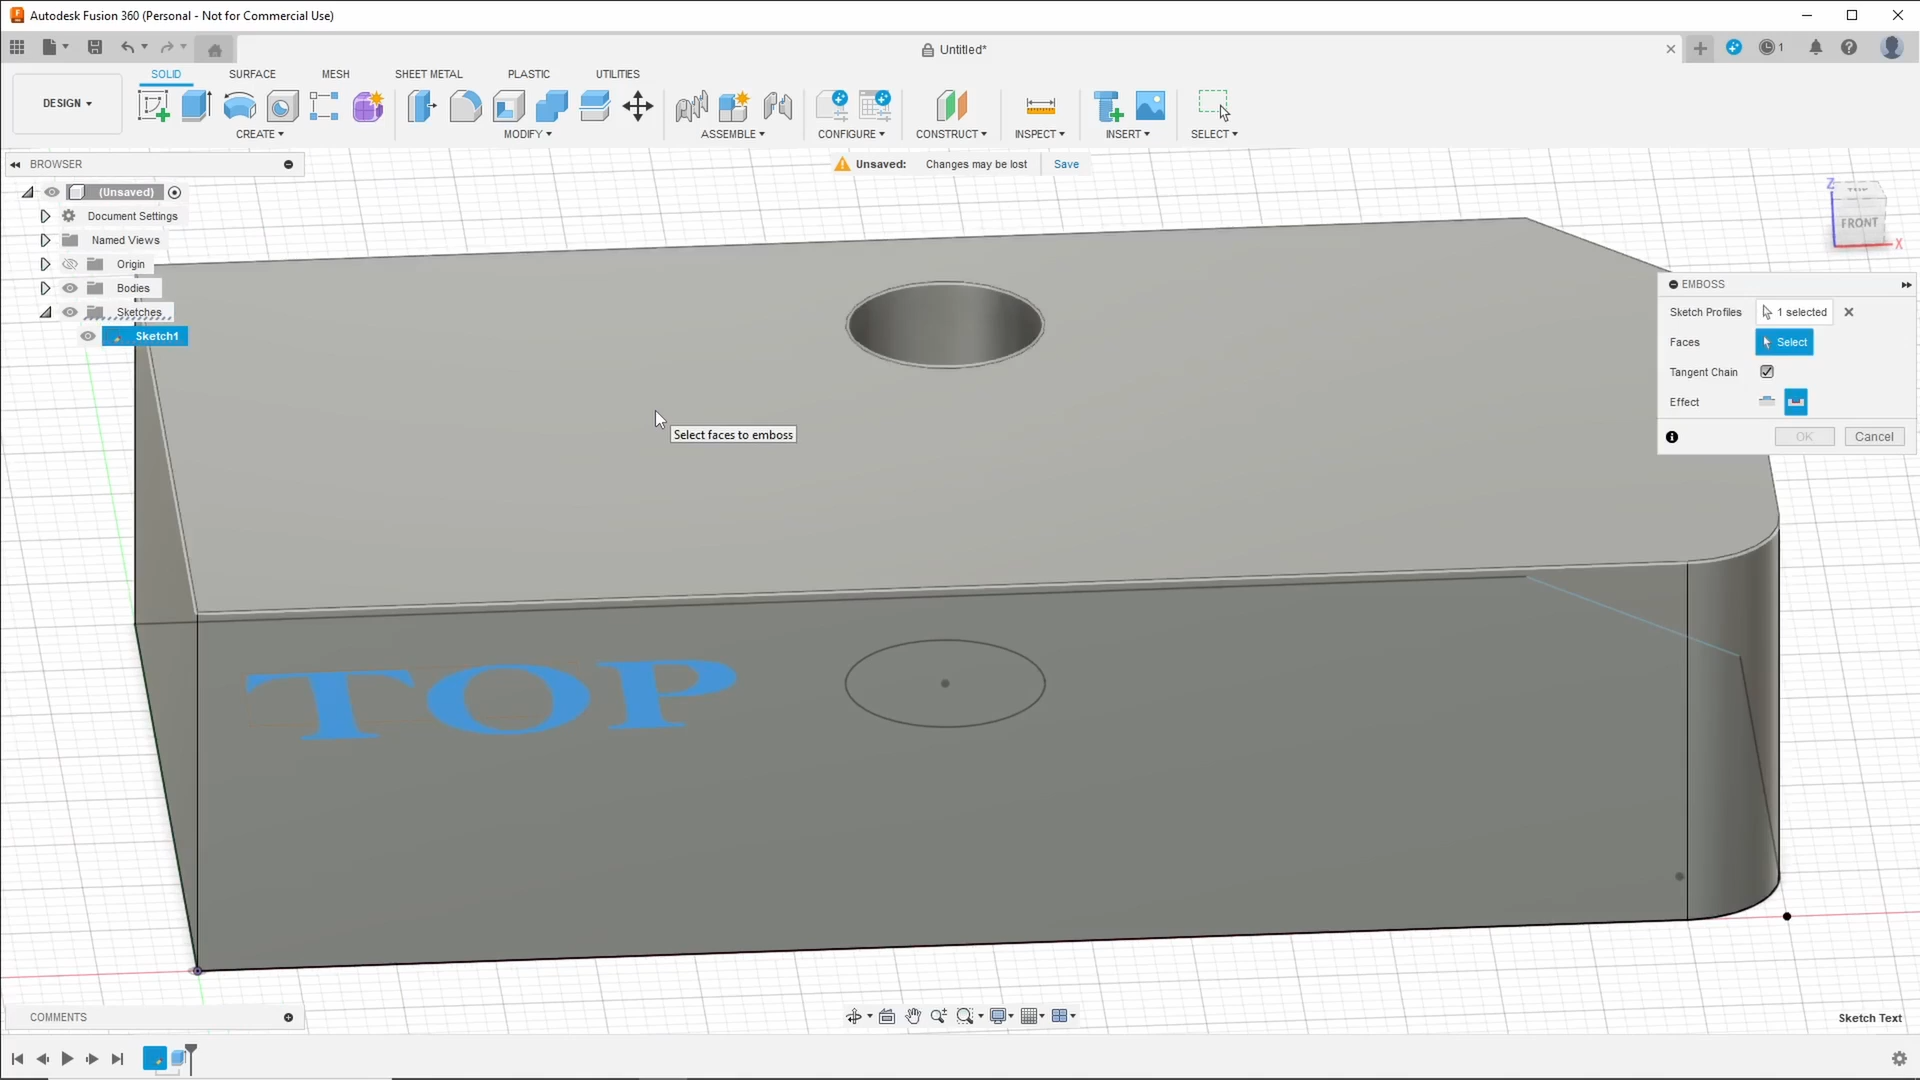 Autodesk Fusion 360 (Personal - Not for Commercial Use)
Untitled*
1
DESIGN
SOLID
SURFACE
MESH
SHEET METAL
PLASTIC
UTILITIES
CREATE
MODIFY
ASSEMBLE
CONFIGURE
CONSTRUCT
INSPECT
INSERT
SELECT
BROWSER
Unsaved: Changes may be lost Save
(Unsaved)
Document Settings
Named Views
Origin
Bodies
Sketches
Sketch1
Z
TOP
FRONT
X
EMBOSS
Sketch Profiles 1 selected
Faces Select
Tangent Chain
Effect
OK Cancel
Select faces to emboss
TOP
COMMENTS
Sketch Text